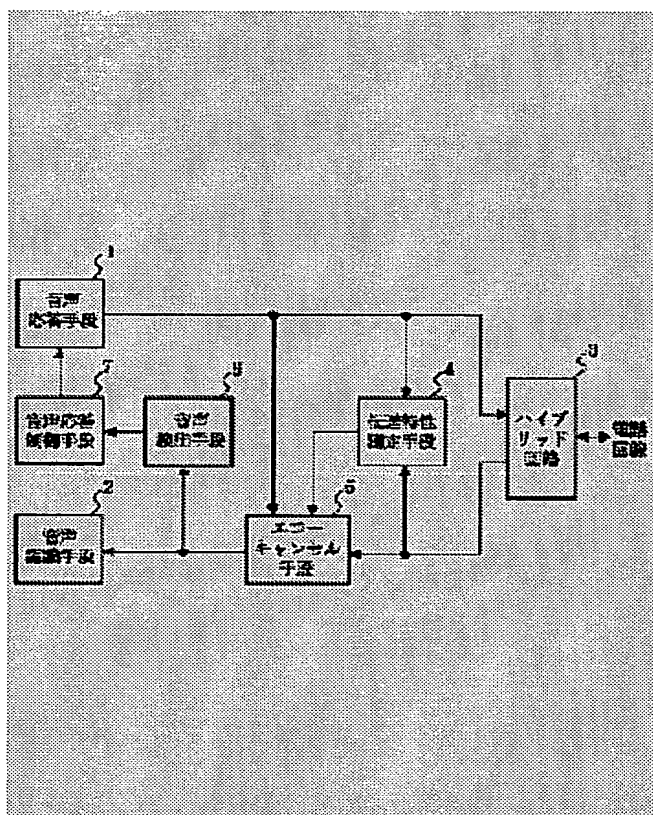 1
音声
応答手段
7
音声応答
制御手段
音声
検出手段
4
伝達特性
推定手段
3
ハイブ
リッド
回路
電話
回線
2
音声
認識手段
5
エコー
キャンセル
手段